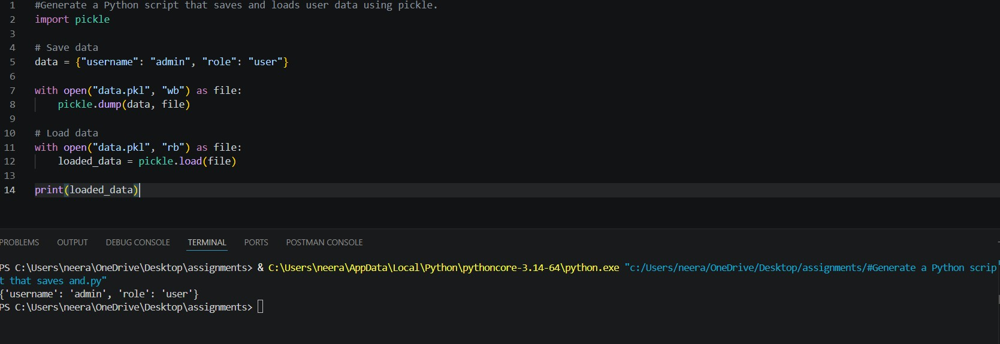 1 #Generate a Python script that saves and loads user data using pickle.
2 import pickle
3
4 # Save data
5 data = {"username": "admin", "role": "user"}
6
7 with open("data.pkl", "wb") as file:
8     pickle.dump(data, file)
9
10 # Load data
11 with open("data.pkl", "rb") as file:
12     loaded_data = pickle.load(file)
13
14 print(loaded_data)
PROBLEMS OUTPUT DEBUG CONSOLE TERMINAL PORTS POSTMAN CONSOLE
PS C:\Users\neera\OneDrive\Desktop\assignments> & C:\Users\neera\AppData\Local\Python\pythoncore-3.14-64\python.exe "c:/Users/neera/OneDrive/Desktop/assignments/#Generate a Python scrip
t that saves and.py"
{'username': 'admin', 'role': 'user'}
PS C:\Users\neera\OneDrive\Desktop\assignments>